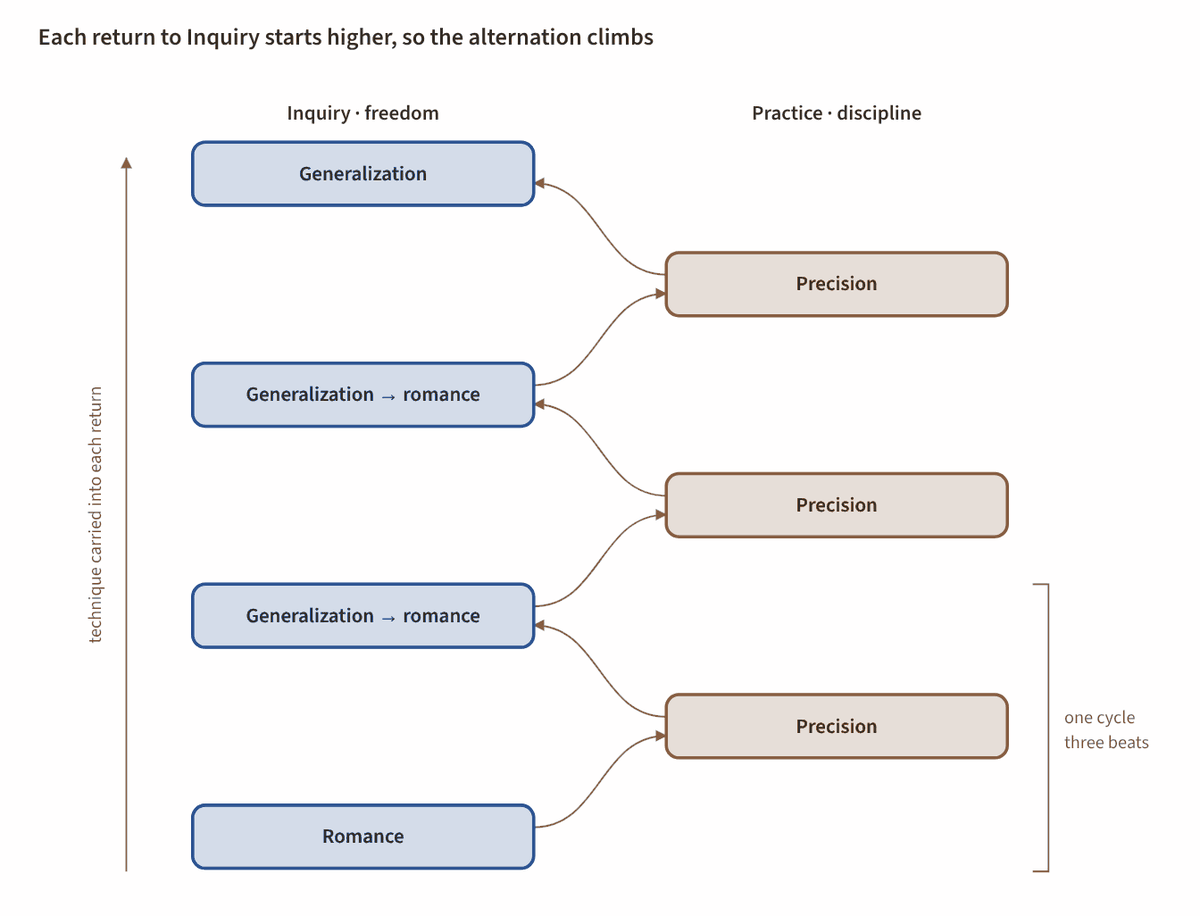 Each return to Inquiry starts higher, so the alternation climbs
Inquiry · freedom
Practice · discipline
Generalization
Precision
Generalization → romance
Precision
Generalization → romance
Precision
Romance
technique carried into each return
one cycle
three beats